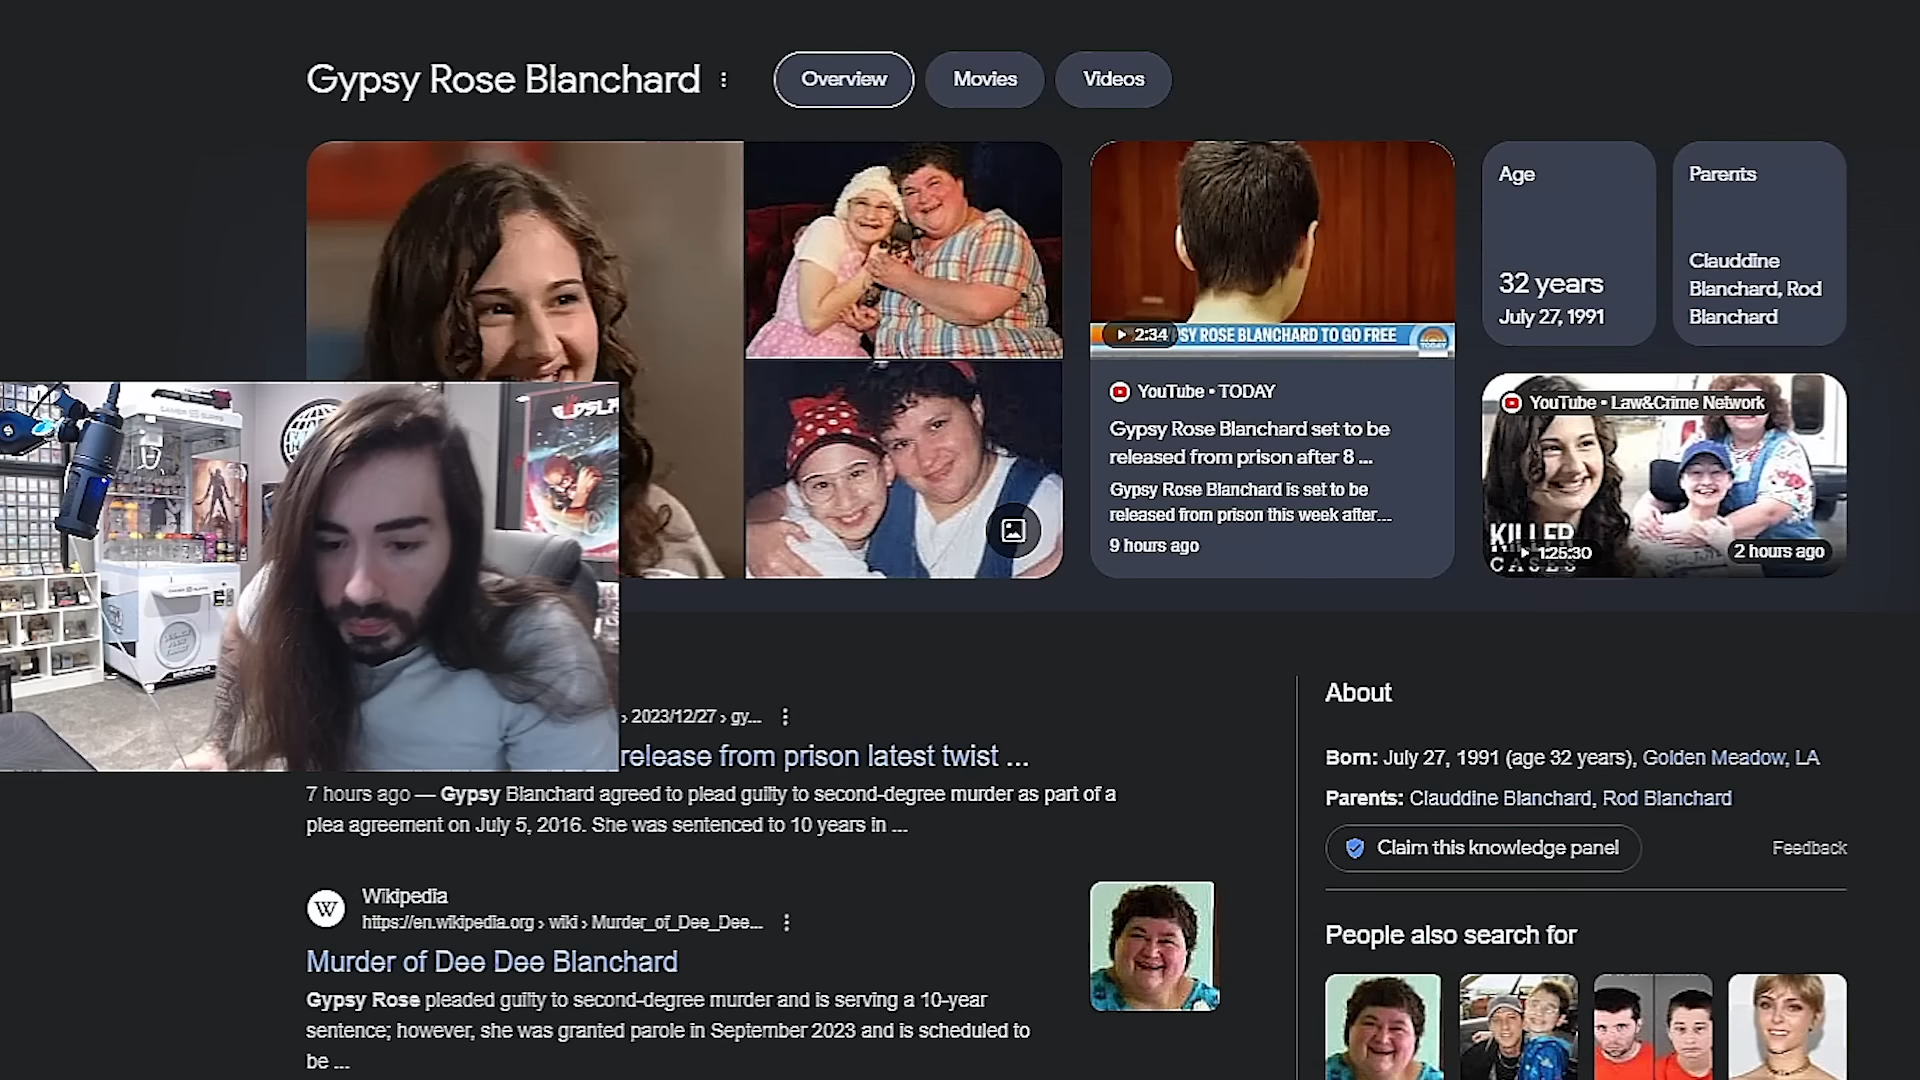 Gypsy Rose Blanchard
Overview
Movies
Videos
2:34
SY ROSE BLANCHARD TO GO FREE
TODAY
YouTube • TODAY
Gypsy Rose Blanchard set to be
released from prison after 8 ...
Gypsy Rose Blanchard is set to be
released from prison this week after...
9 hours ago
Age
32 years
July 27, 1991
Parents
Clauddine
Blanchard, Rod
Blanchard
YouTube • Law&Crime Network
KILLER
CASES
1:25:30
2 hours ago
› 2023/12/27 › gy...
release from prison latest twist ...
7 hours ago — Gypsy Blanchard agreed to plead guilty to second-degree murder as part of a
plea agreement on July 5, 2016. She was sentenced to 10 years in ...
W
Wikipedia
https://en.wikipedia.org › wiki › Murder_of_Dee_Dee...
Murder of Dee Dee Blanchard
Gypsy Rose pleaded guilty to second-degree murder and is serving a 10-year
sentence; however, she was granted parole in September 2023 and is scheduled to
be ...
About
Born: July 27, 1991 (age 32 years), Golden Meadow, LA
Parents: Clauddine Blanchard, Rod Blanchard
Claim this knowledge panel
Feedback
People also search for